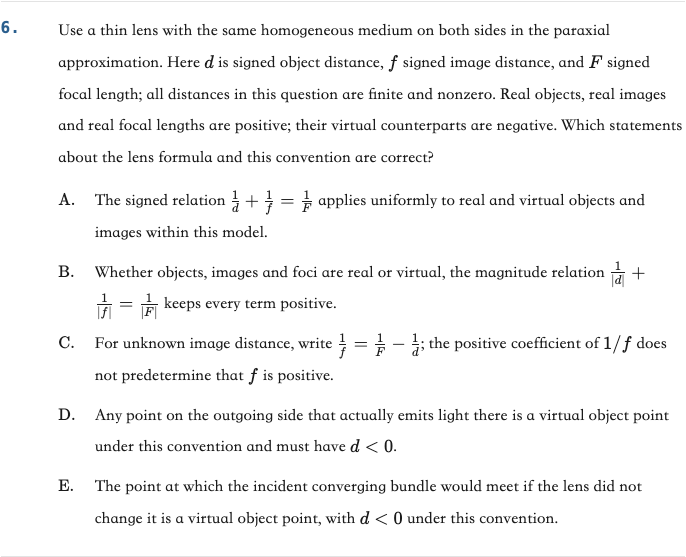 6. Use a thin lens with the same homogeneous medium on both sides in the paraxial
approximation. Here d is signed object distance, f signed image distance, and F signed
focal length; all distances in this question are finite and nonzero. Real objects, real images
and real focal lengths are positive; their virtual counterparts are negative. Which statements
about the lens formula and this convention are correct?
A. The signed relation 1/d + 1/f = 1/F applies uniformly to real and virtual objects and
images within this model.
B. Whether objects, images and foci are real or virtual, the magnitude relation 1/|d| +
1/|f| = 1/|F| keeps every term positive.
C. For unknown image distance, write 1/f = 1/F − 1/d; the positive coefficient of 1/f does
not predetermine that f is positive.
D. Any point on the outgoing side that actually emits light there is a virtual object point
under this convention and must have d < 0.
E. The point at which the incident converging bundle would meet if the lens did not
change it is a virtual object point, with d < 0 under this convention.